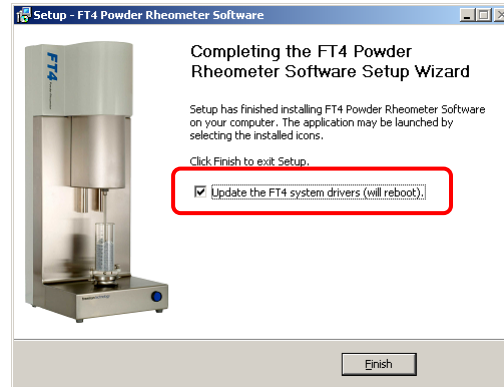 Setup - FT4 Powder Rheometer Software
FT4
Completing the FT4 Powder
Rheometer Software Setup Wizard
Setup has finished installing FT4 Powder Rheometer Software
on your computer. The application may be launched by
selecting the installed icons.
Click Finish to exit Setup.
Update the FT4 system drivers (will reboot).
Finish